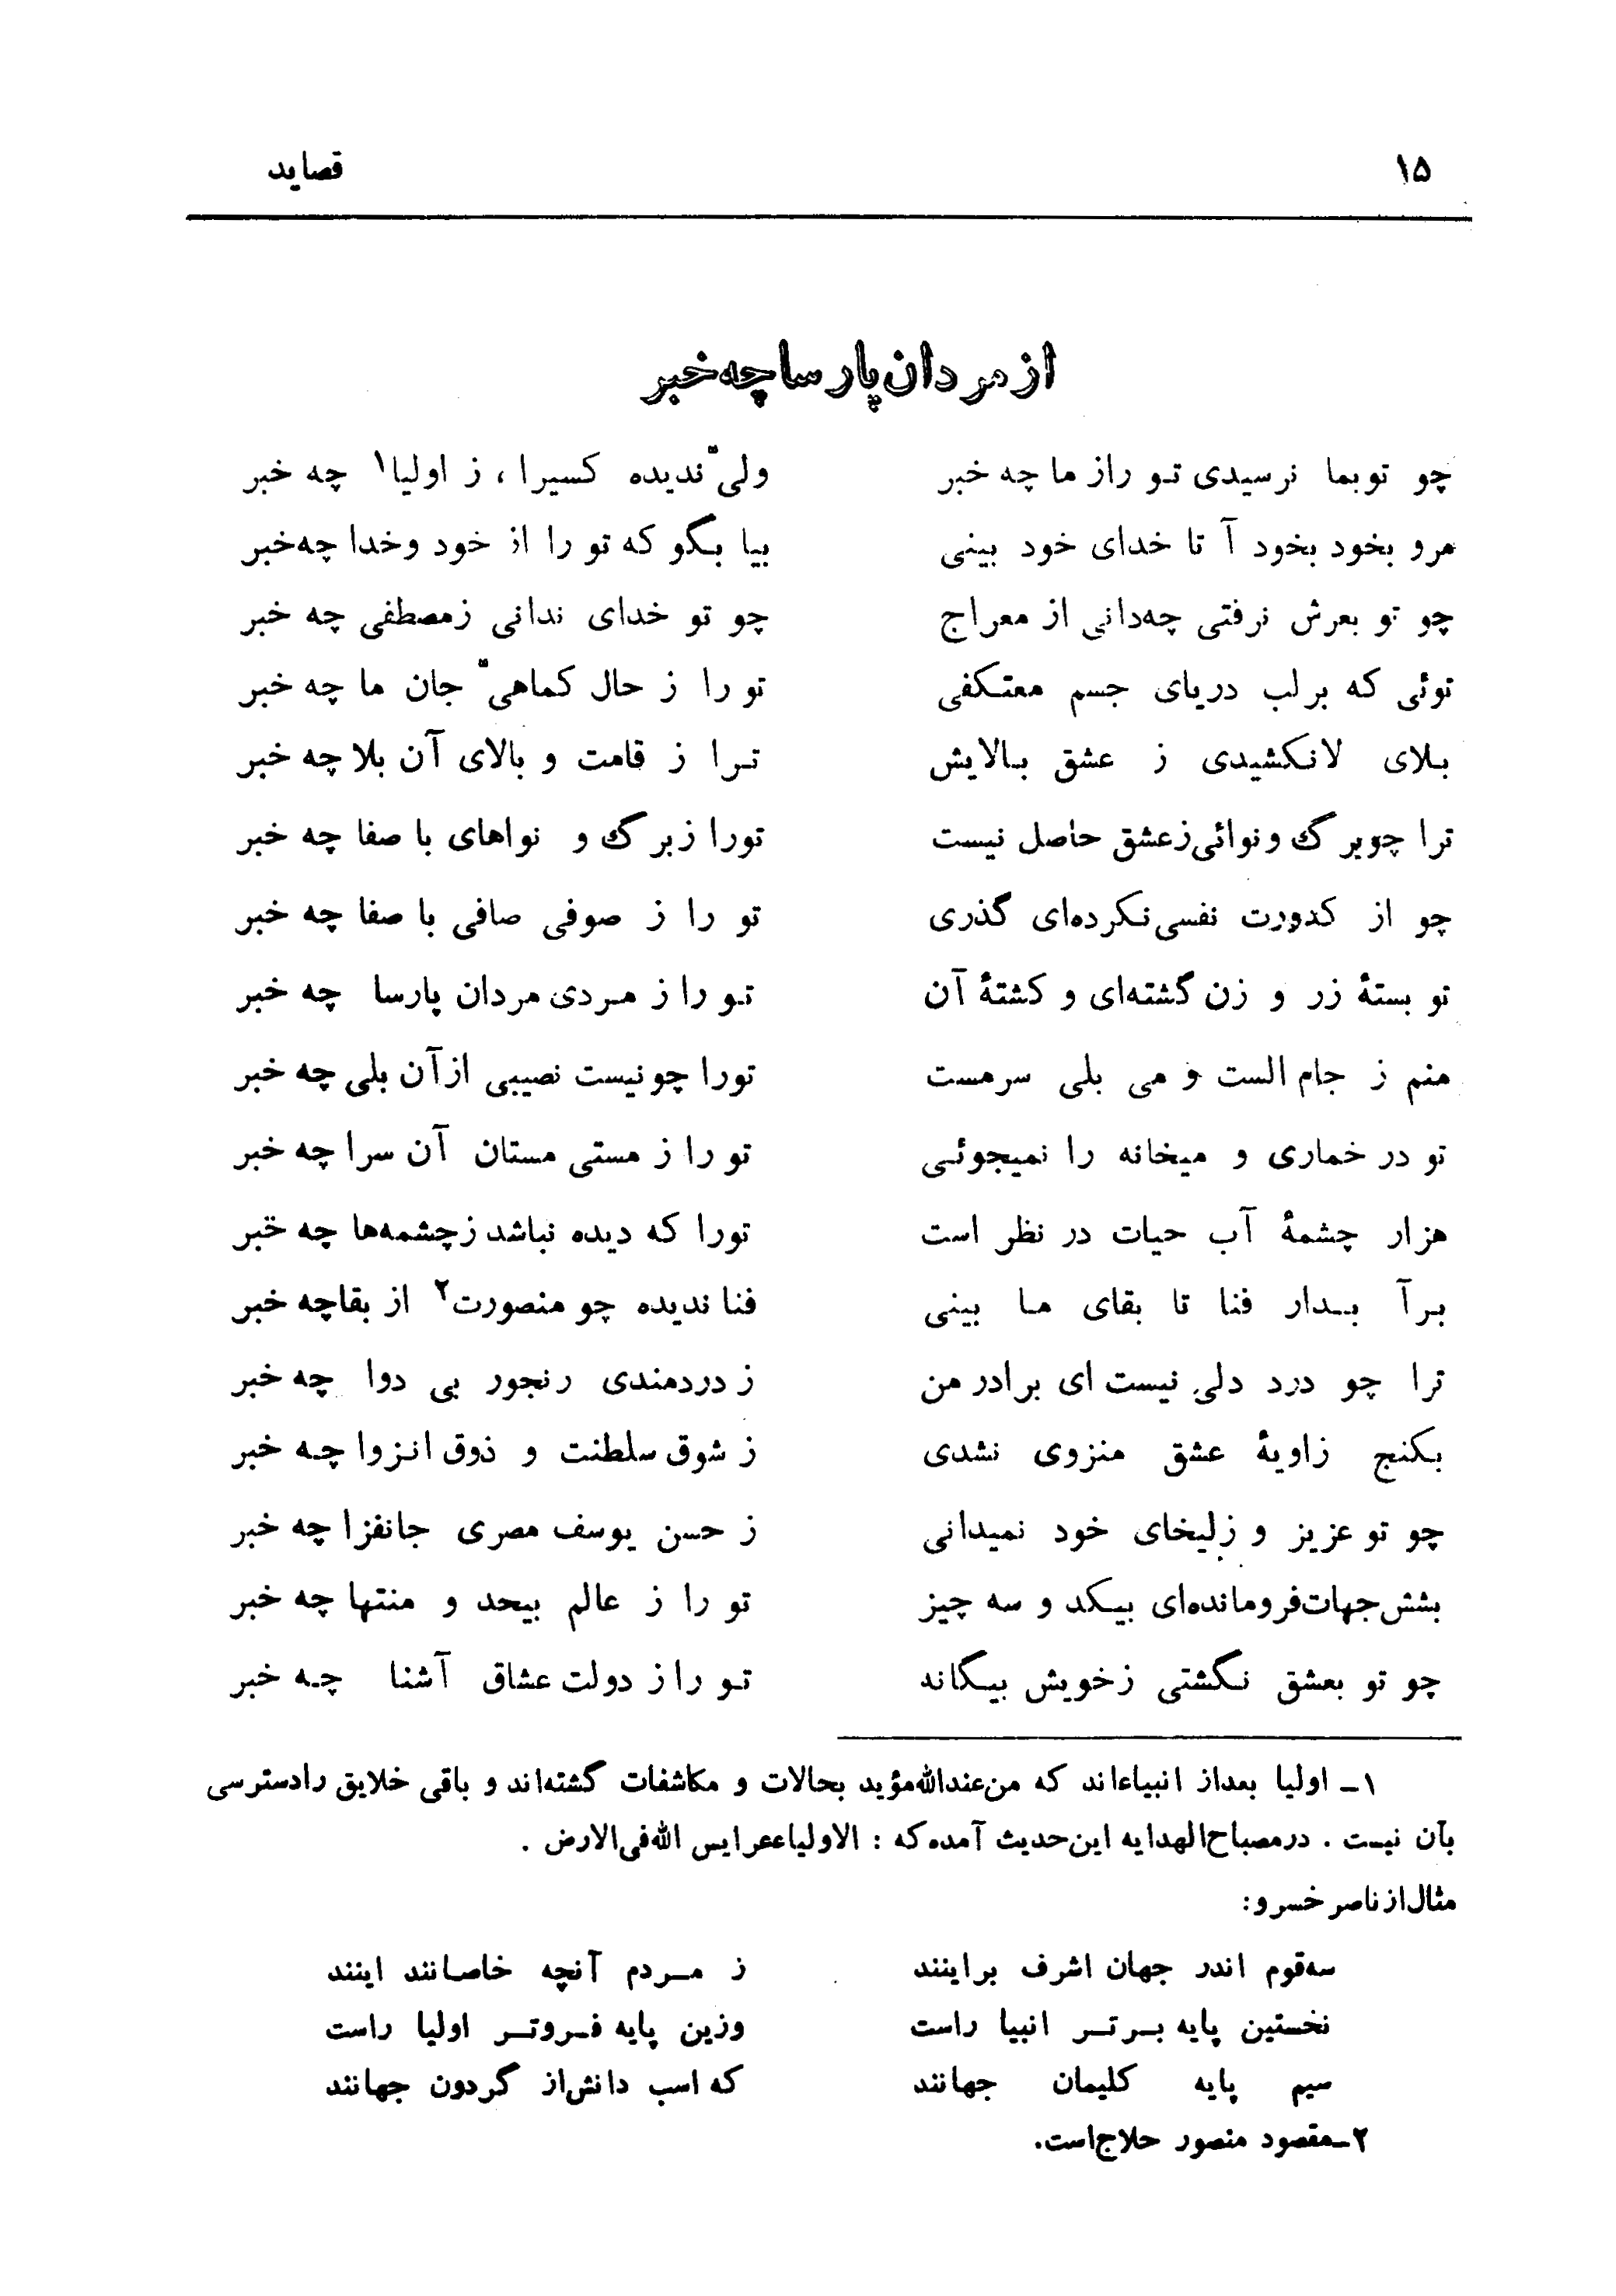 ۱۵ قصاید
از مردان پارسا چه خبر
چو تو بما نرسیدی تو راز ما چه خبر ولیّ ندیده کسیرا ، ز اولیا۱ چه خبر
مرو بخود بخود آ تا خدای خود بینی بیا بگو که تو را از خود وخدا چه‌خبر
چو تو بعرش نرفتی چه‌دانی از معراج چو تو خدای ندانی زمصطفی چه خبر
توئی که بر لب دریای جسم معتکفی تو را ز حال کماهیّ جان ما چه خبر
بلای لانکشیدی ز عشق بالایش ترا ز قامت و بالای آن بلا چه خبر
ترا چوبرگ و نوائی زعشق حاصل نیست تورا زبرگ و نواهای با صفا چه خبر
چو از کدورت نفسی نکرده‌ای گذری تو را ز صوفی صافی با صفا چه خبر
تو بستهٔ زر و زن گشته‌ای و کشتهٔ آن تو را ز مردی مردان پارسا چه خبر
منم ز جام الست و می بلی سرمست تورا چونیست نصیبی ازآن بلی چه خبر
تو در خماری و میخانه را نمیجوئی تو را ز مستی مستان آن سرا چه خبر
هزار چشمهٔ آب حیات در نظر است تورا که دیده نباشد زچشمه‌ها چه خبر
برآ بدار فنا تا بقای ما بینی فنا ندیده چو منصورت۲ از بقاچه خبر
ترا چو درد دلی نیست ای برادر من ز دردمندی رنجور بی دوا چه خبر
بکنج زاویهٔ عشق منزوی نشدی ز شوق سلطنت و ذوق انزوا چه خبر
چو تو عزیز و زلیخای خود نمیدانی ز حسن یوسف مصری جانفزا چه خبر
بشش جهات فرومانده‌ای بیکد و سه چیز تو را ز عالم بیحد و منتها چه خبر
چو تو بعشق نگشتی زخویش بیگانه تو را ز دولت عشاق آشنا چه خبر
۱ـ اولیا بعداز انبیاءاند که من‌عندالله‌مؤید بحالات و مکاشفات گشته‌اند و باقی خلایق رادسترسی
بآن نیست . درمصباح‌الهدایه این‌حدیث آمده‌که : الاولیاءعرایس الله‌فی‌الارض .
مثال‌ازناصرخسرو:
سه‌قوم اندر جهان اشرف براینند ز مردم آنچه خاصانند اینند
نخستین پایه برتر انبیا راست وزین پایه فروتر اولیا راست
سیم پایه کلیمان جهانند که اسب دانش‌از گردون جهانند
۲ـمقصود منصور حلاج‌است.